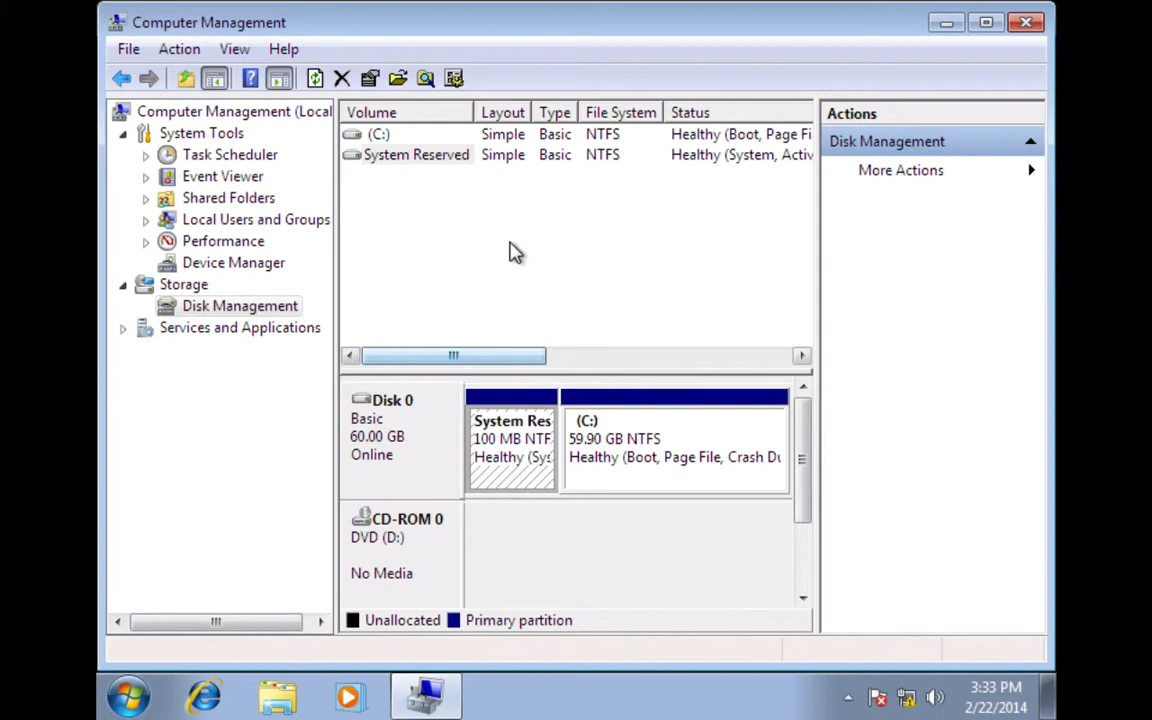 Computer Management
File Action View Help
Computer Management (Local
System Tools
Task Scheduler
Event Viewer
Shared Folders
Local Users and Groups
Performance
Device Manager
Storage
Disk Management
Services and Applications
Volume Layout Type File System Status
(C:) Simple Basic NTFS Healthy (Boot, Page Fi
System Reserved Simple Basic NTFS Healthy (System, Activ
Disk 0
Basic
60.00 GB
Online
System Res
100 MB NTF
Healthy (Sys
(C:)
59.90 GB NTFS
Healthy (Boot, Page File, Crash Du
CD-ROM 0
DVD (D:)
No Media
Unallocated Primary partition
Actions
Disk Management
More Actions
3:33 PM
2/22/2014